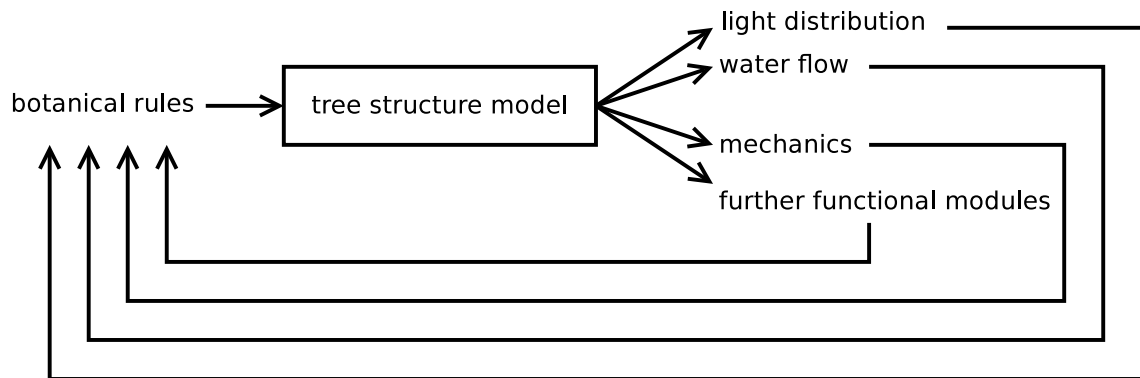 light distribution
water flow
botanical rules
tree structure model
mechanics
further functional modules